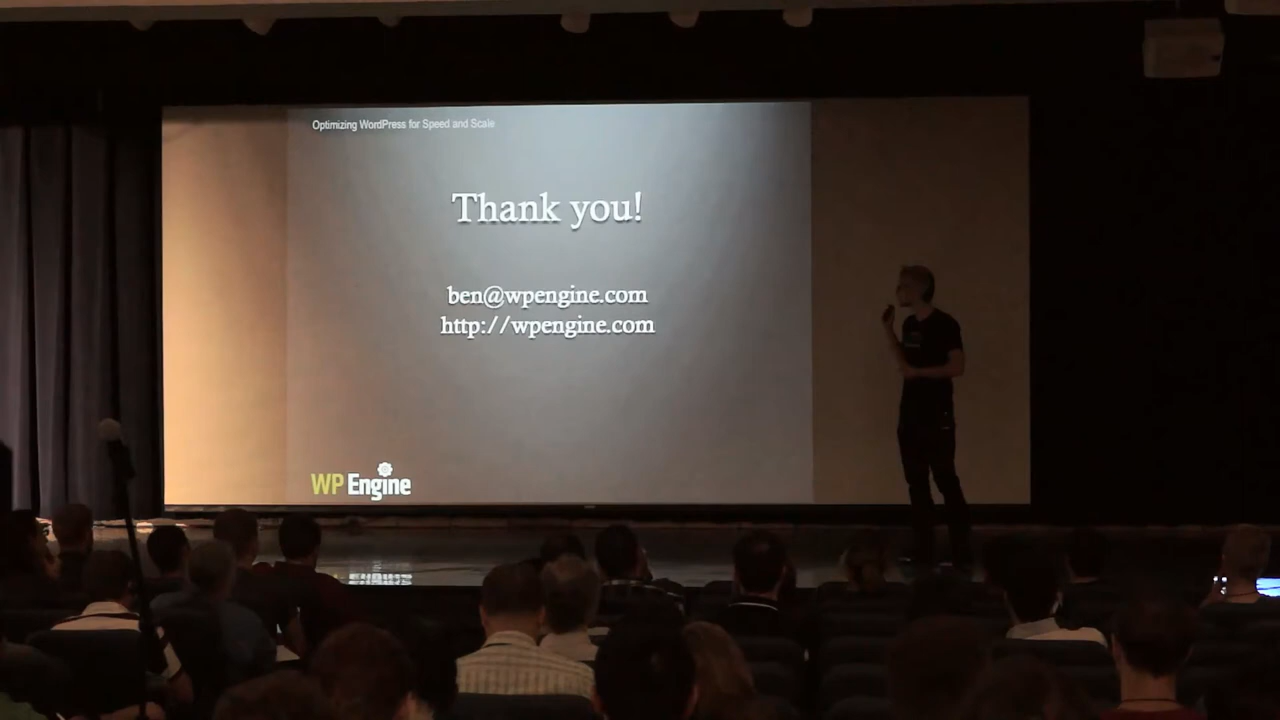 Optimizing WordPress for Speed and Scale
Thank you!
ben@wpengine.com
http://wpengine.com
WP Engine